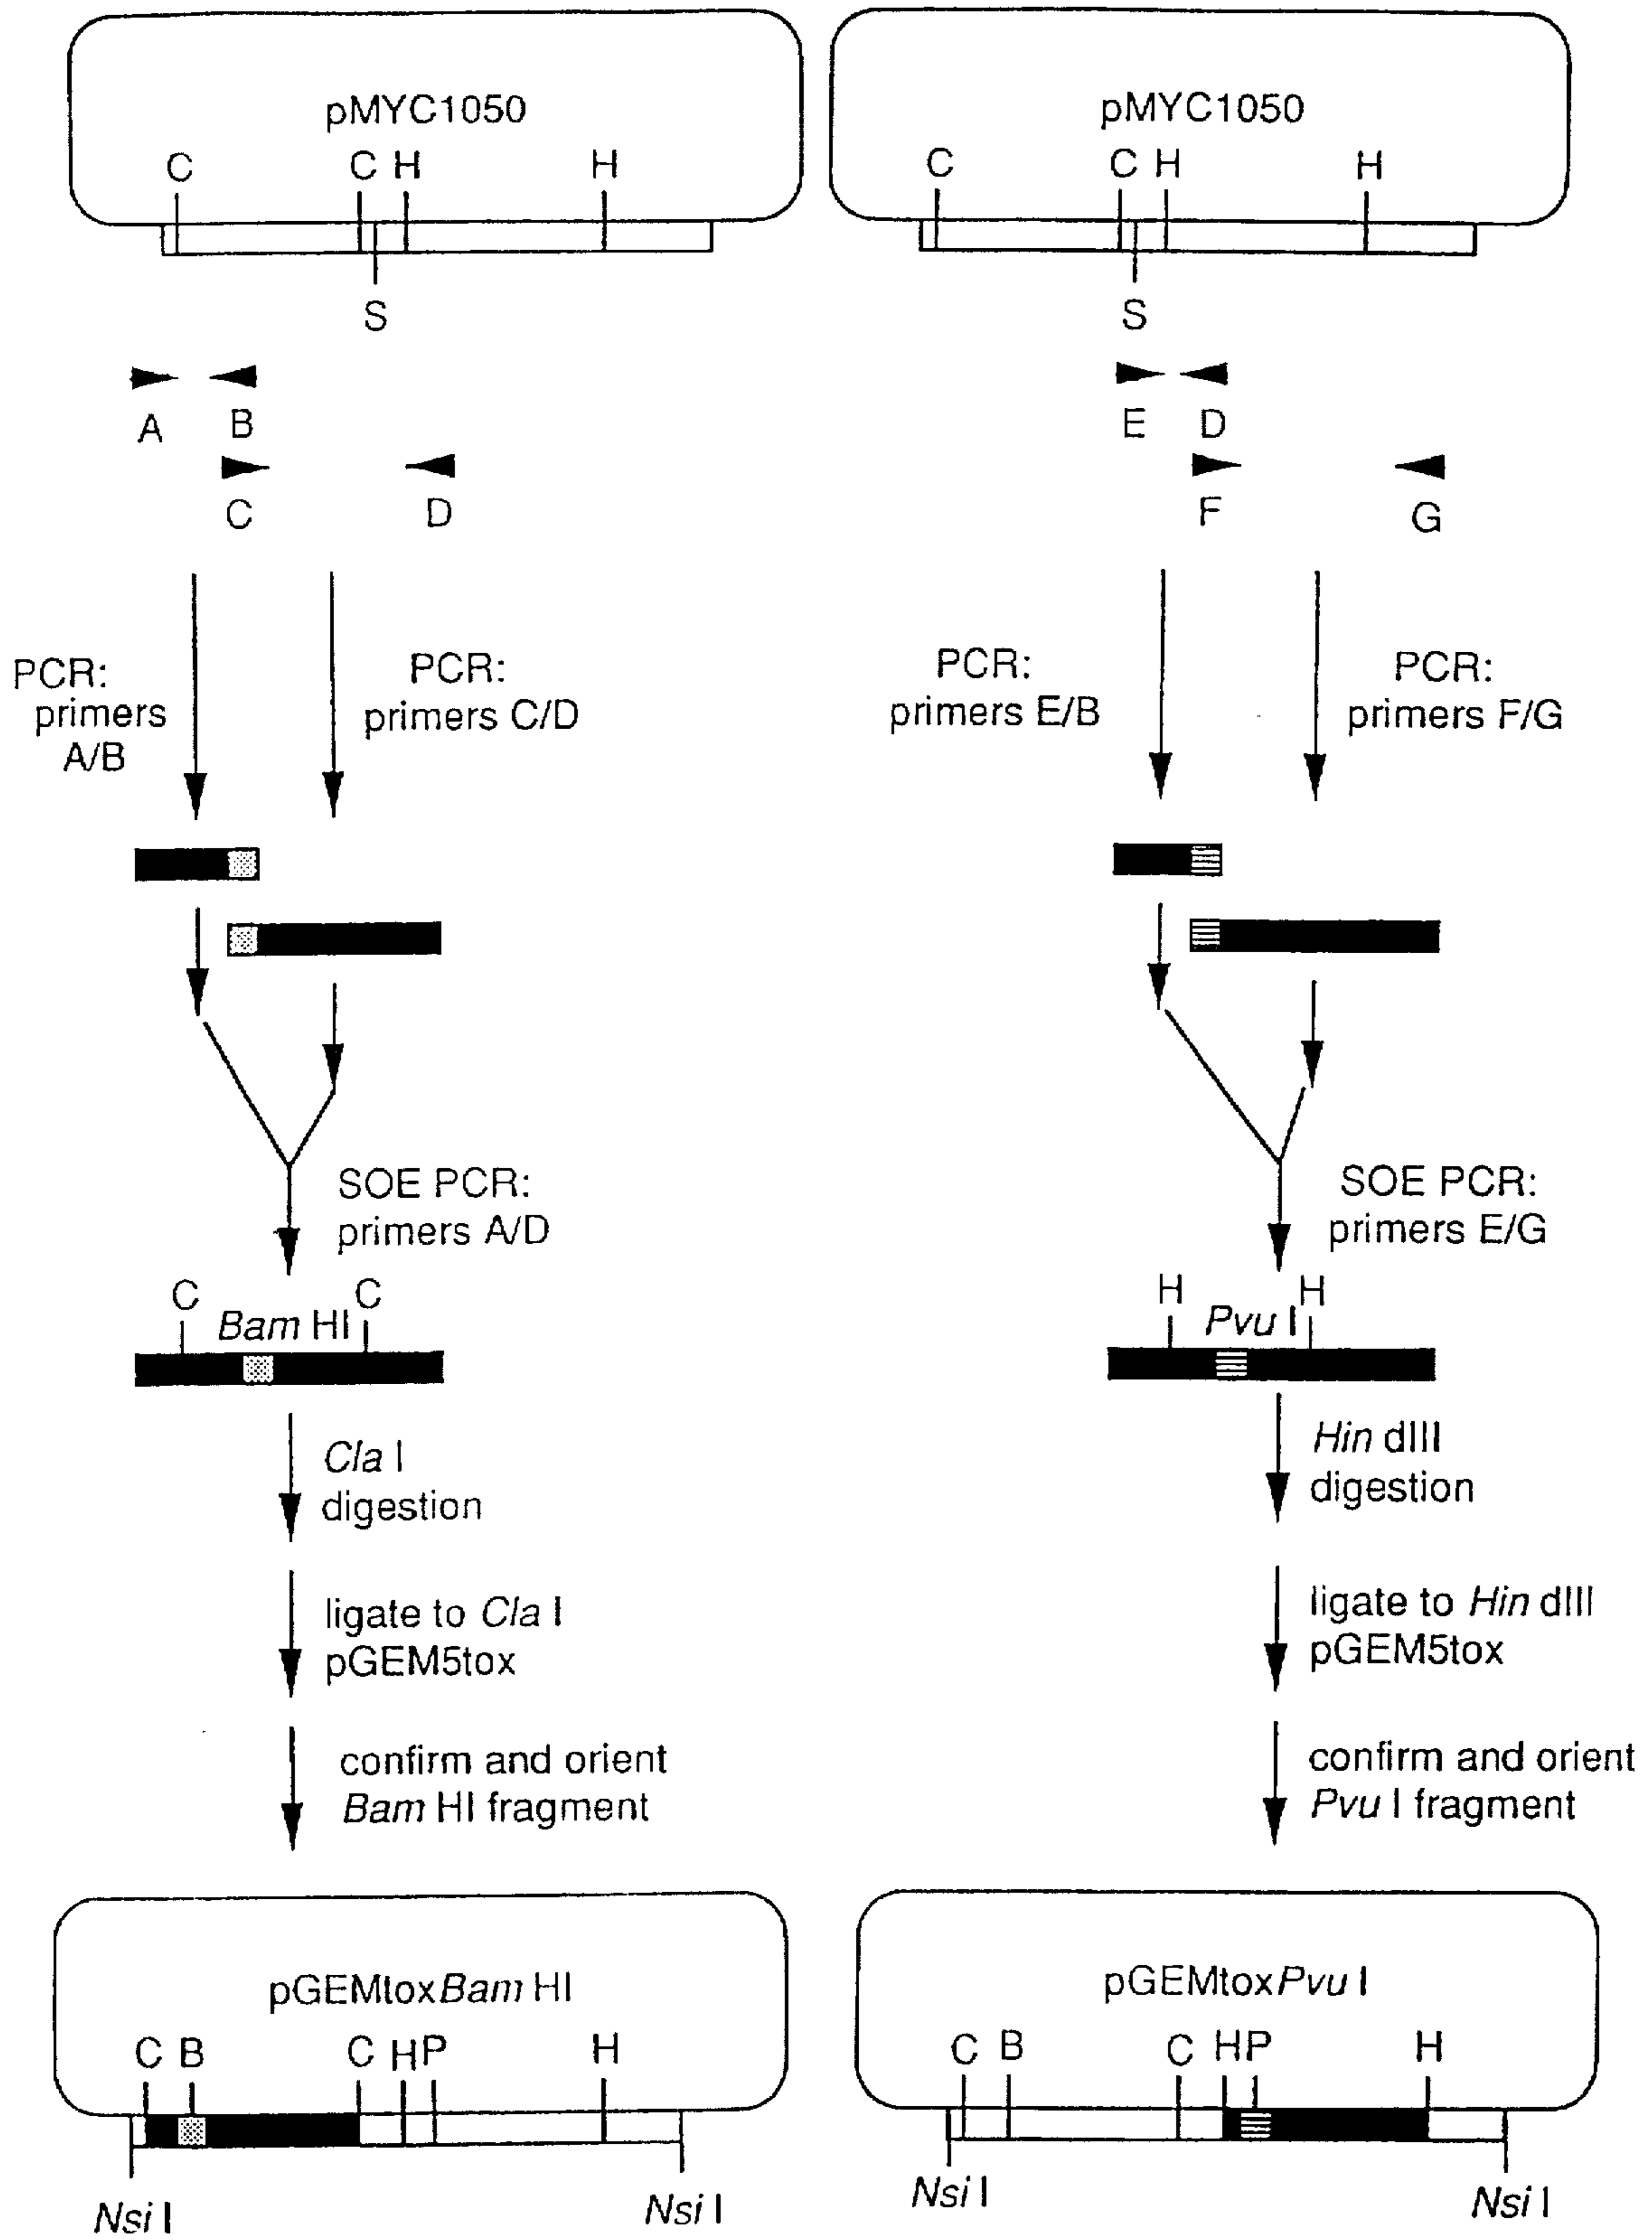 pMYC1050
C
C
H
H
S
A
B
C
D
PCR:
primers
A/B
PCR:
primers C/D
SOE PCR:
primers A/D
C
C
Bam HI
Cla I
digestion
ligate to Cla I
pGEM5tox
confirm and orient
Bam HI fragment
pGEMtoxBam HI
C
B
C
H
P
H
Nsi I
Nsi I
pMYC1050
C
C
H
H
S
E
D
F
G
PCR:
primers E/B
PCR:
primers F/G
SOE PCR:
primers E/G
H
H
Pvu I
Hin dIII
digestion
ligate to Hin dIII
pGEM5tox
confirm and orient
Pvu I fragment
pGEMtoxPvu I
C
B
C
H
P
H
Nsi I
Nsi I